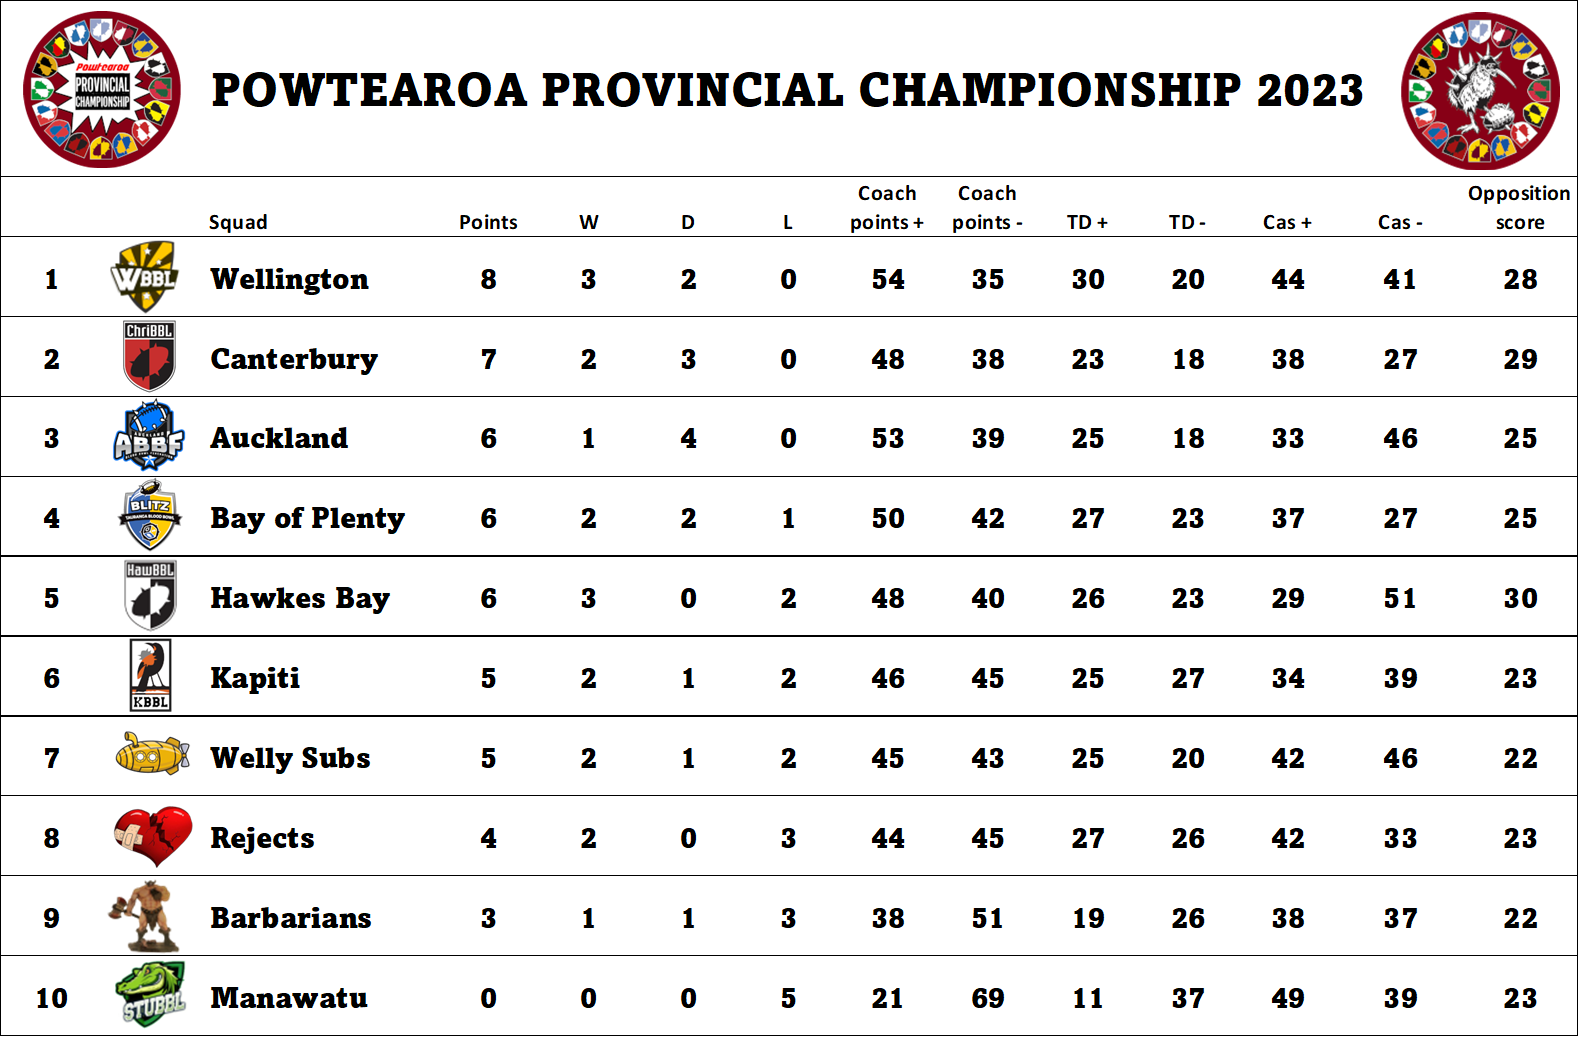 Powtearoa
PROVINCIAL
CHAMPIONSHIP
POWTEAROA PROVINCIAL CHAMPIONSHIP 2023
Squad Points W D L Coach points + Coach points - TD + TD - Cas + Cas - Opposition score
1 WBBL Wellington 8 3 2 0 54 35 30 20 44 41 28
2 ChriBBL Canterbury 7 2 3 0 48 38 23 18 38 27 29
3 AUCKLAND ABBF Auckland 6 1 4 0 53 39 25 18 33 46 25
4 BLITZ TAURANGA BLOOD BOWL Bay of Plenty 6 2 2 1 50 42 27 23 37 27 25
5 HawBBL Hawkes Bay 6 3 0 2 48 40 26 23 29 51 30
6 KBBL Kapiti 5 2 1 2 46 45 25 27 34 39 23
7 Welly Subs 5 2 1 2 45 43 25 20 42 46 22
8 Rejects 4 2 0 3 44 45 27 26 42 33 23
9 Barbarians 3 1 1 3 38 51 19 26 38 37 22
10 STUBBL Manawatu 0 0 0 5 21 69 11 37 49 39 23